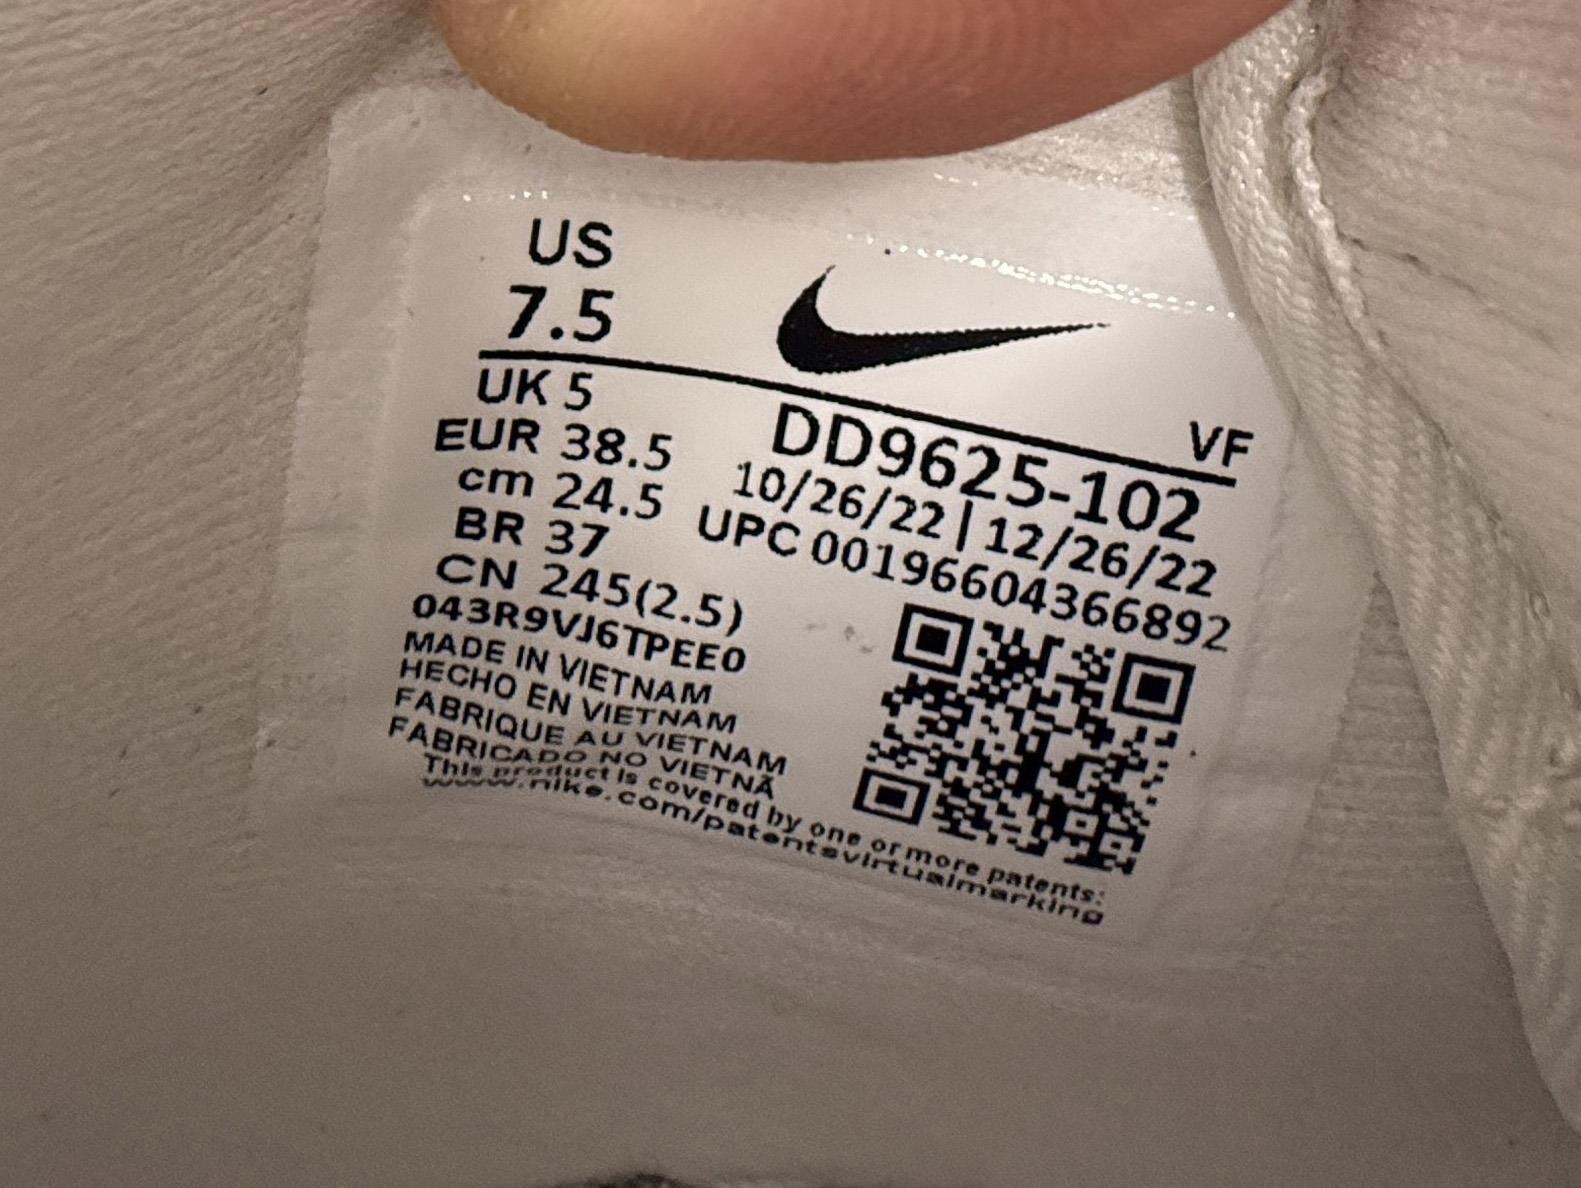 US
7.5
UK 5
EUR 38.5
cm 24.5
BR 37
CN 245(2.5)
043R9VJ6TPEE0
MADE IN VIETNAM
HECHO EN VIETNAM
FABRIQUE AU VIETNAM
FABRICADO NO VIETNÃ
VF
DD9625-102
10/26/22 | 12/26/22
UPC 00196604366892
This product is covered by one or more patents:
www.nike.com/patentsvirtualmarking